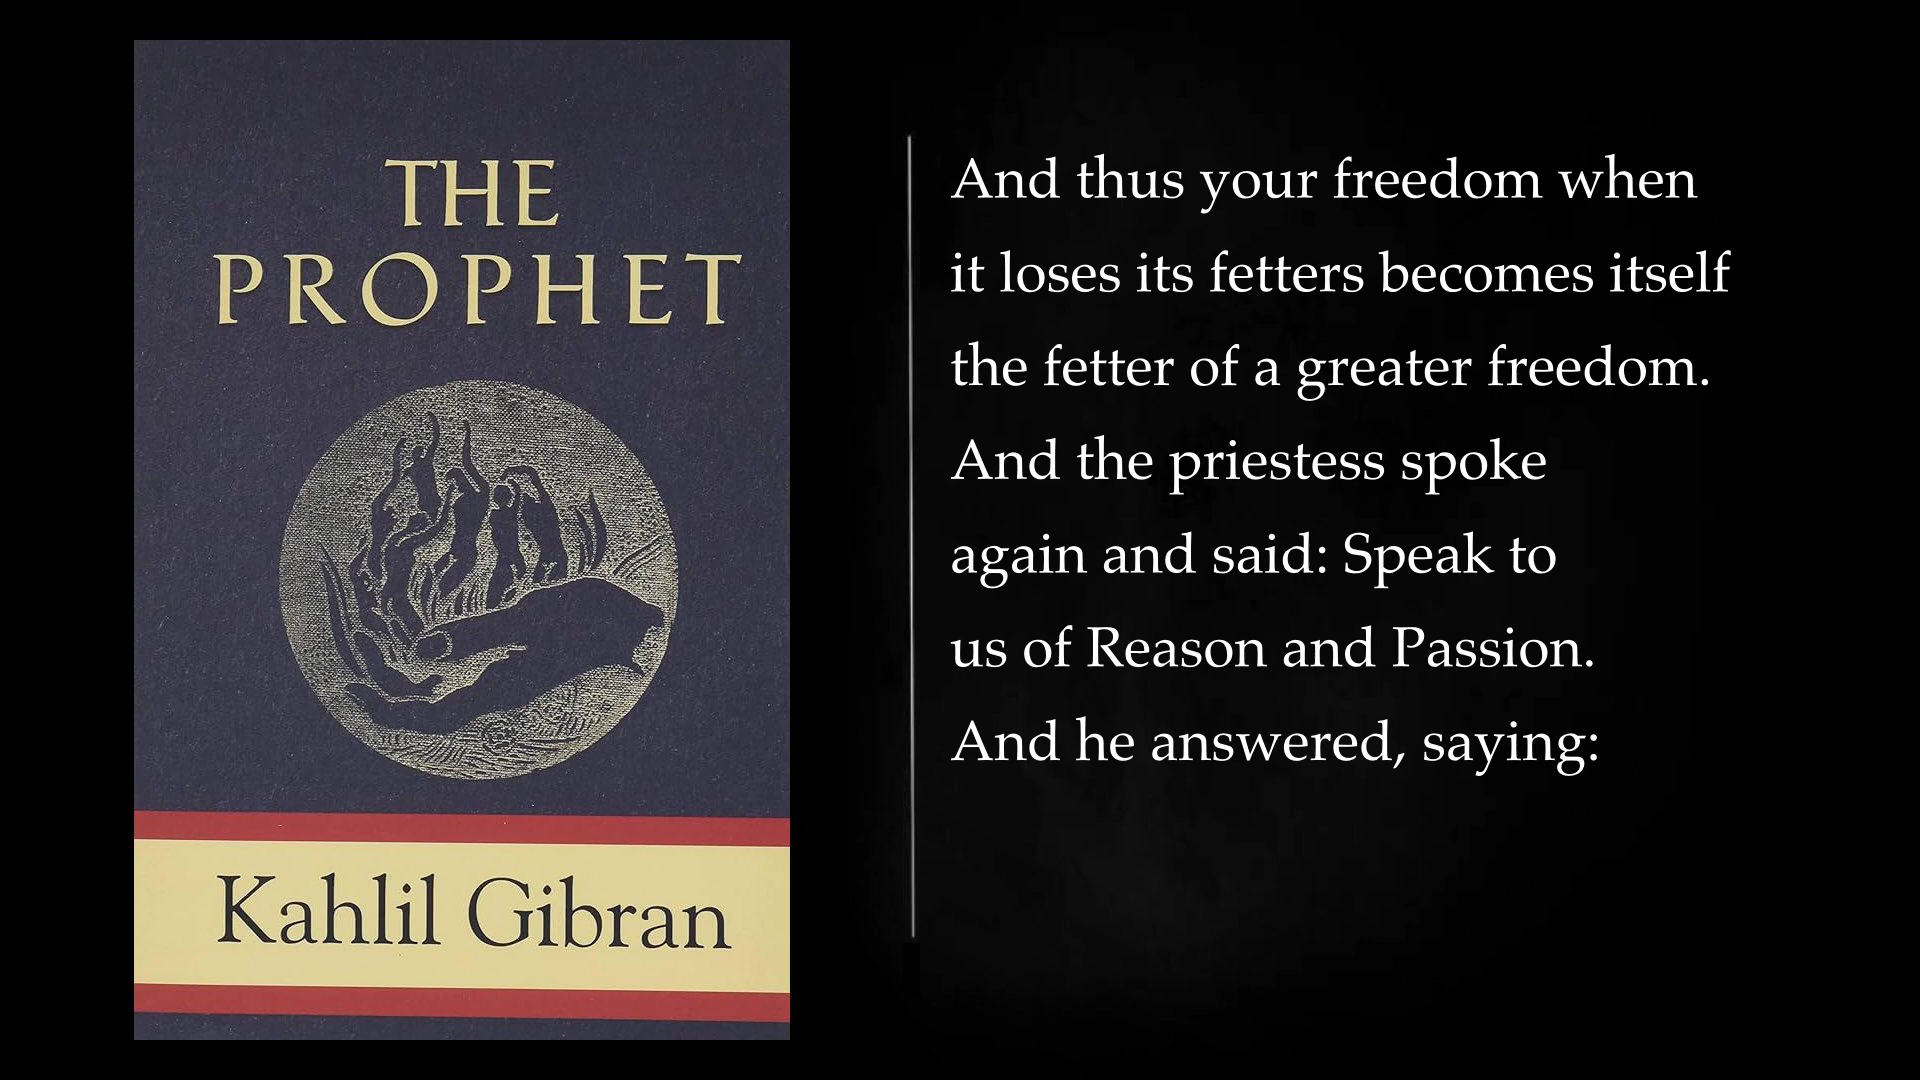 THE
PROPHET
Kahlil Gibran
And thus your freedom when
it loses its fetters becomes itself
the fetter of a greater freedom.
And the priestess spoke
again and said: Speak to
us of Reason and Passion.
And he answered, saying: